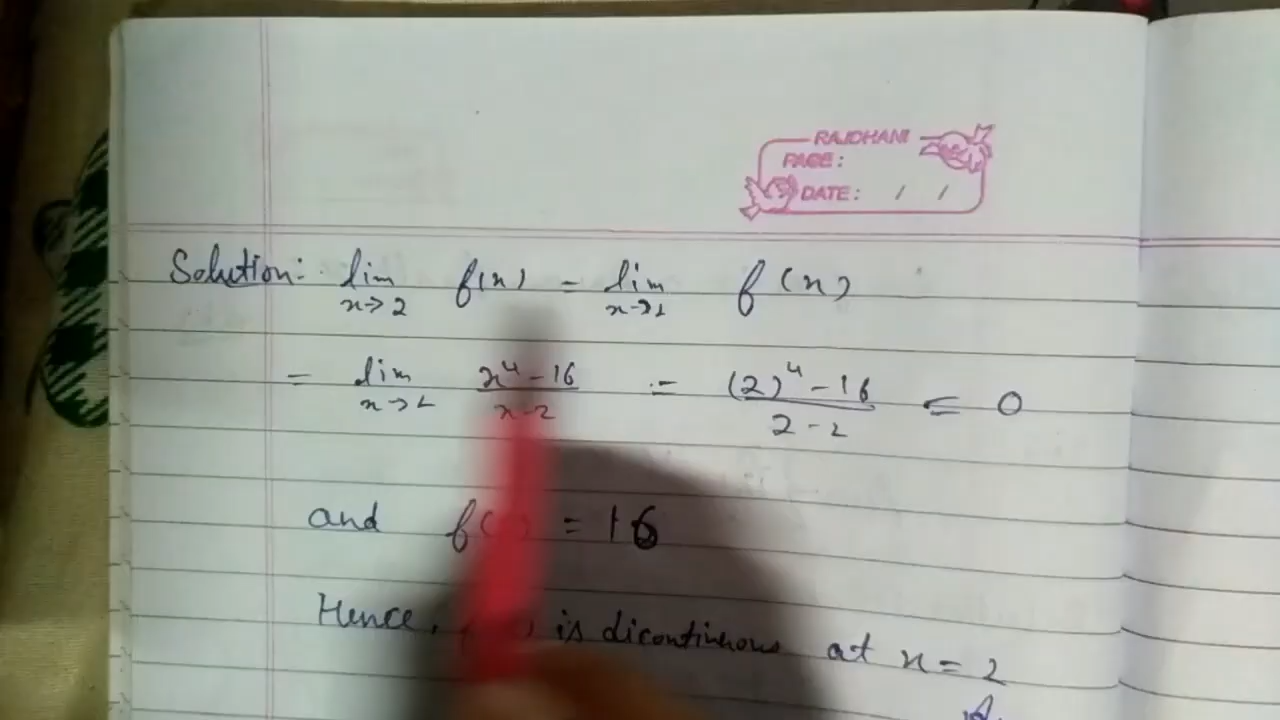 RAJDHANI
PAGE:
DATE: / /
Solution: lim f(x) = lim f(x)
x→2 x→2
= lim x⁴-16 = (2)⁴-16 = 0
x→2 x-2 2-2
and f( ) = 16
Hence, is dicontinuous at x=2